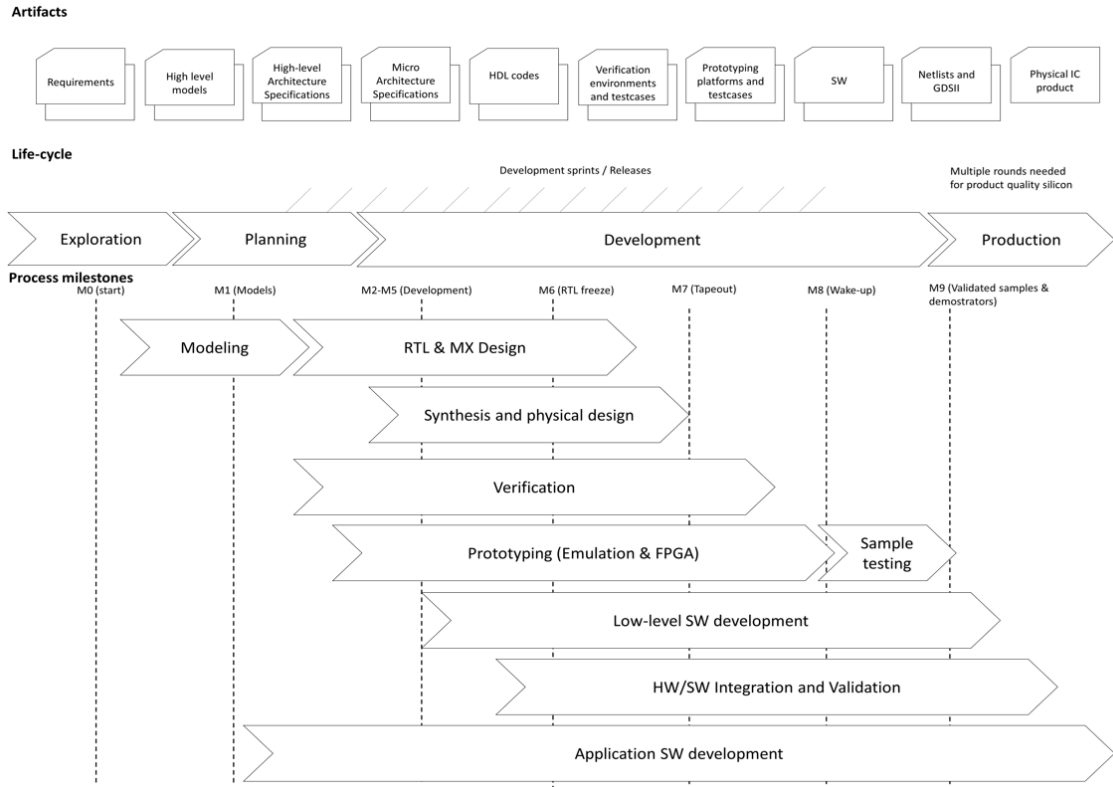 Artifacts
Requirements
High level
models
High-level
Architecture
Specifications
Micro
Architecture
Specifications
HDL codes
Verification
environments
and testcases
Prototyping
platforms and
testcases
SW
Netlists and
GDSII
Physical IC
product
Life-cycle
Development sprints / Releases
Multiple rounds needed
for product quality silicon
Exploration
Planning
Development
Production
Process milestones
M0 (start)
M1 (Models)
M2-M5 (Development)
M6 (RTL freeze)
M7 (Tapeout)
M8 (Wake-up)
M9 (Validated samples &
demostrators)
Modeling
RTL & MX Design
Synthesis and physical design
Verification
Prototyping (Emulation & FPGA)
Sample
testing
Low-level SW development
HW/SW Integration and Validation
Application SW development